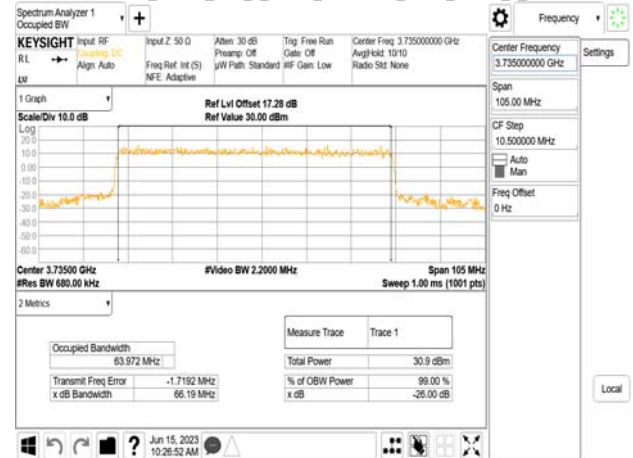 Spectrum Analyzer 1
Occupied BW
Frequency
KEYSIGHT
Input: RF
Coupling: DC
Align: Auto
RL
Input Z: 50 Ω
Freq Ref: Int (S)
NFE: Adaptive
Atten: 30 dB
Preamp: Off
µW Path: Standard
Trig: Free Run
Gate: Off
#IF Gain: Low
Center Freq: 3.735000000 GHz
Avg|Hold: 10/10
Radio Std: None
Center Frequency
3.735000000 GHz
Settings
Span
105.00 MHz
CF Step
10.500000 MHz
Auto
Man
Freq Offset
0 Hz
Local
1 Graph
Scale/Div 10.0 dB
Ref Lvl Offset 17.28 dB
Ref Value 30.00 dBm
Log
20.0
10.0
0.00
-10.0
-20.0
-30.0
-40.0
-50.0
-60.0
Center 3.73500 GHz
#Video BW 2.2000 MHz
Span 105 MHz
#Res BW 680.00 kHz
Sweep 1.00 ms (1001 pts)
2 Metrics
Measure Trace
Trace 1
Occupied Bandwidth
63.972 MHz
Total Power
30.9 dBm
Transmit Freq Error
-1.7192 MHz
% of OBW Power
99.00 %
x dB Bandwidth
66.19 MHz
x dB
-26.00 dB
Jun 15, 2023
10:26:52 AM